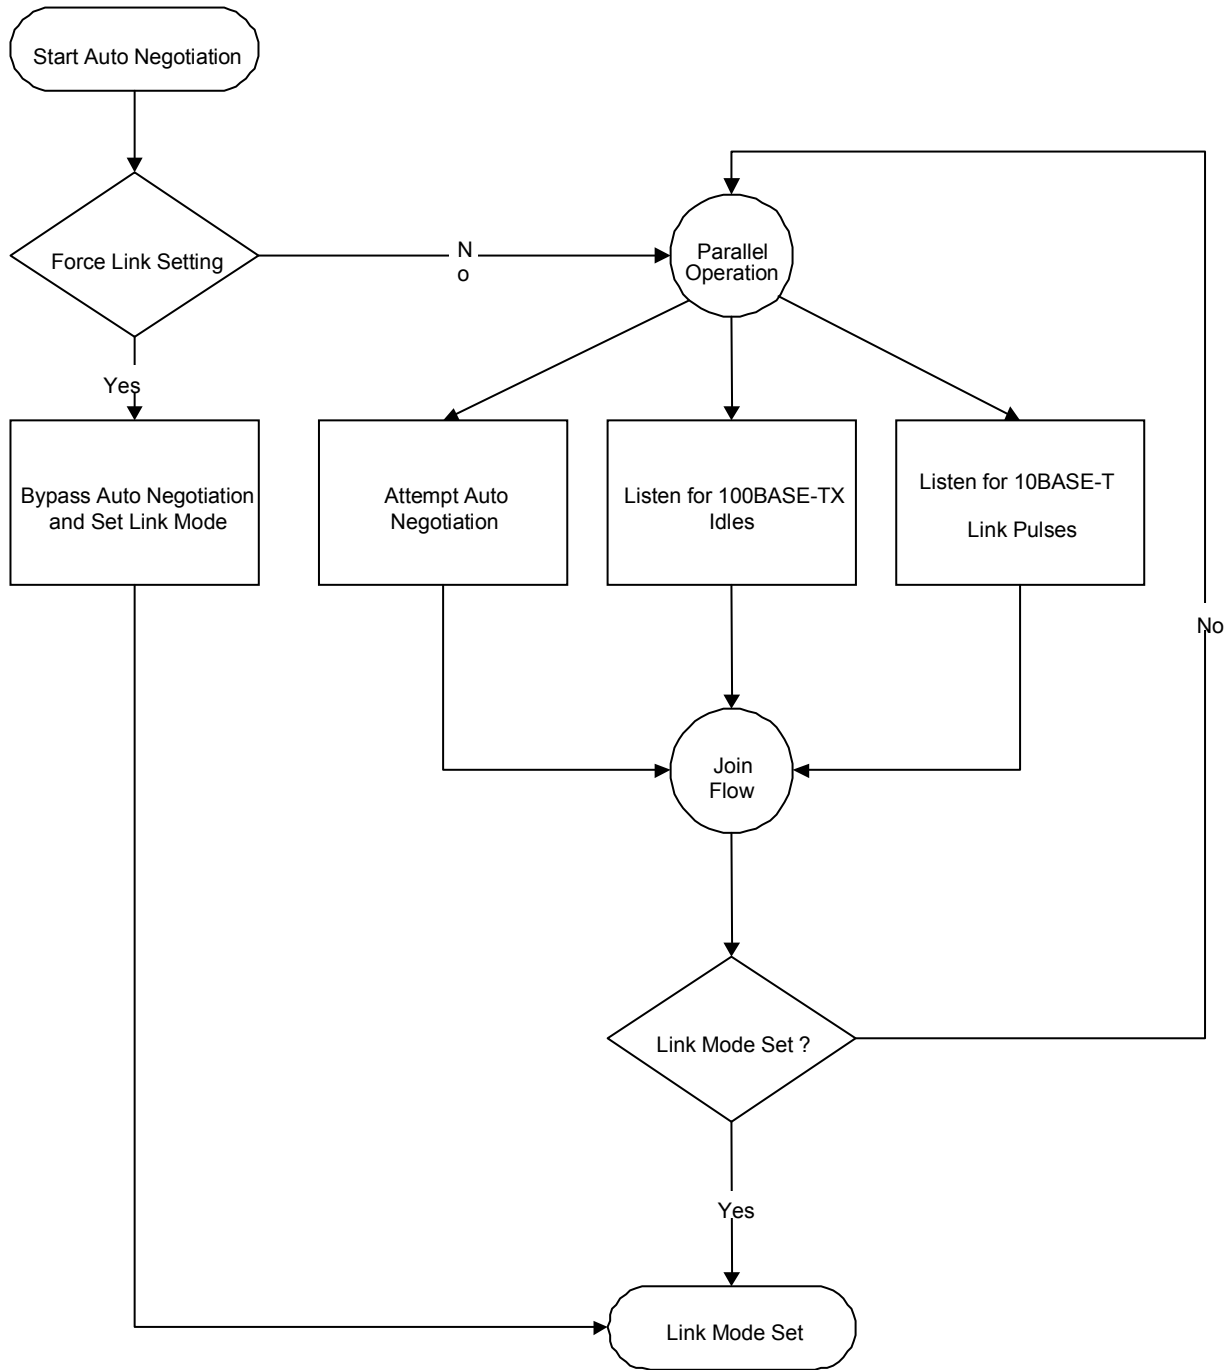 Start Auto Negotiation
Force Link Setting
N
o
Parallel
Operation
Yes
Bypass Auto Negotiation
and Set Link Mode
Attempt Auto
Negotiation
Listen for 100BASE-TX
Idles
Listen for 10BASE-T
Link Pulses
No
Join
Flow
Link Mode Set ?
Yes
Link Mode Set